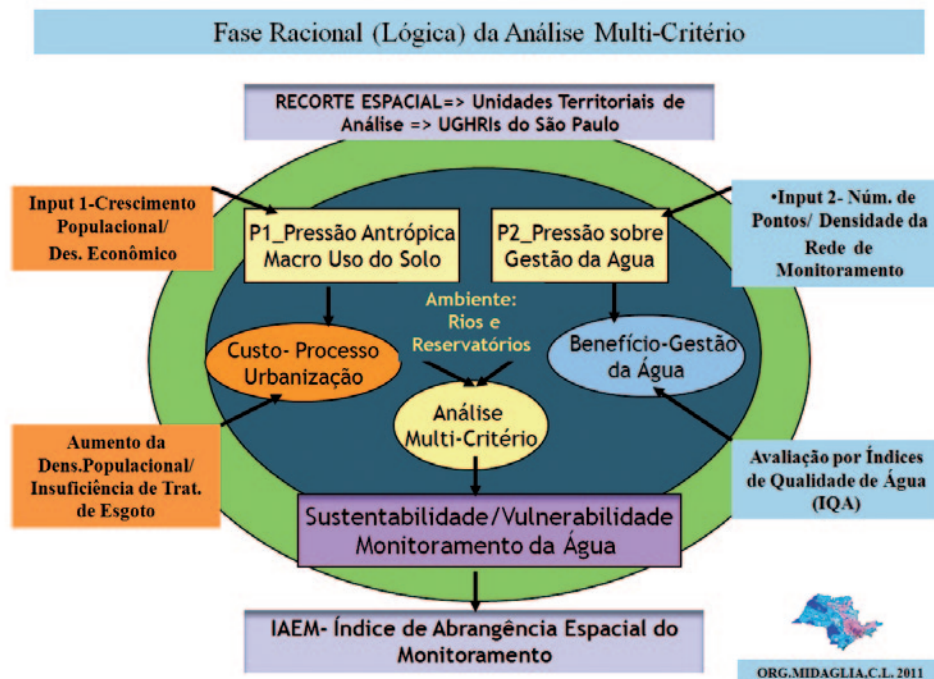 Fase Racional (Lógica) da Análise Multi-Critério
RECORTE ESPACIAL=> Unidades Territoriais de
Análise => UGHRIs do São Paulo
Input 1-Crescimento
Populacional/
Des. Econômico
P1_Pressão Antrópica
Macro Uso do Solo
P2_Pressão sobre
Gestão da Agua
•Input 2- Núm. de
Pontos/ Densidade da
Rede de
Monitoramento
Ambiente:
Rios e
Reservatórios
Custo- Processo
Urbanização
Benefício-Gestão
da Água
Análise
Multi-Critério
Aumento da
Dens.Populacional/
Insuficiência de Trat.
de Esgoto
Avaliação por Índices
de Qualidade de Água
(IQA)
Sustentabilidade/Vulnerabilidade
Monitoramento da Água
IAEM- Índice de Abrangência Espacial do
Monitoramento
ORG.MIDAGLIA,C.L. 2011